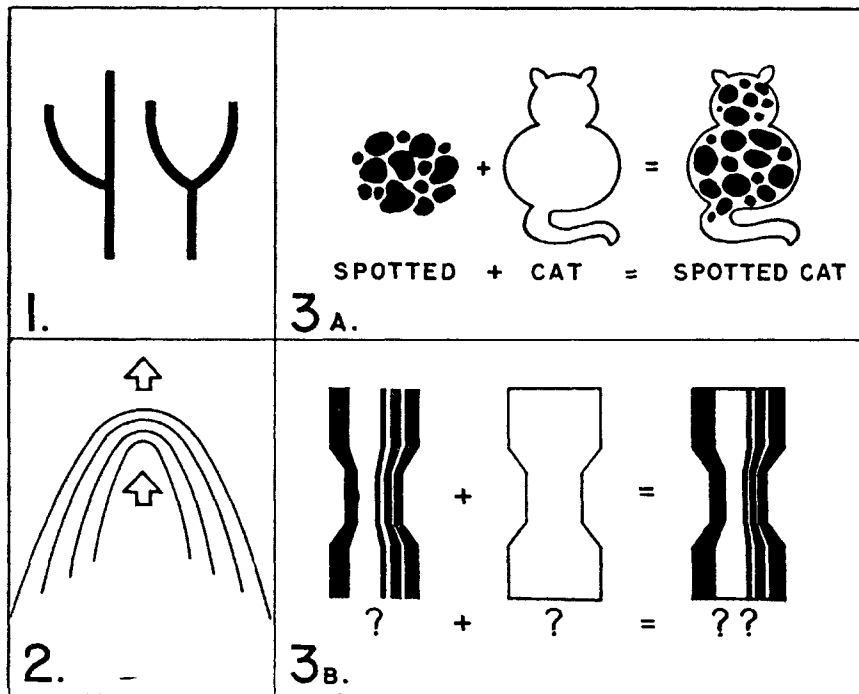 SPOTTED + CAT = SPOTTED CAT
1.
3A.
+ =
? + ? = ??
2.
3B.